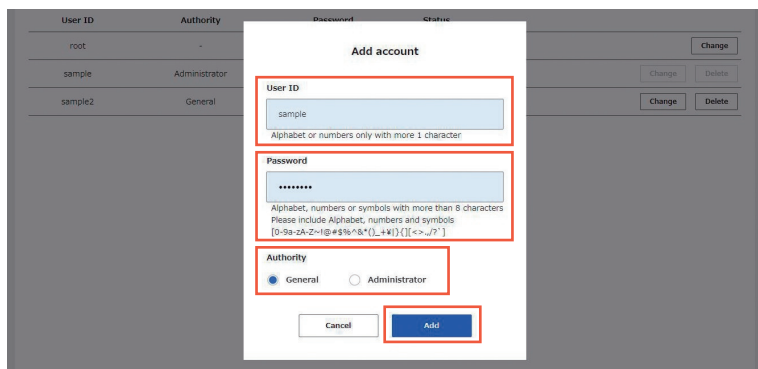 User ID Authority Password Status
root - Change
sample Administrator Change Delete
sample2 General Change Delete
Add account
User ID
sample
Alphabet or numbers only with more 1 character
Password
••••••••
Alphabet, numbers or symbols with more than 8 characters
Please include Alphabet, numbers and symbols
[0-9a-zA-Z~!@#$%^&*()_+¥|}{][<>.,/?`]
Authority
General Administrator
Cancel Add